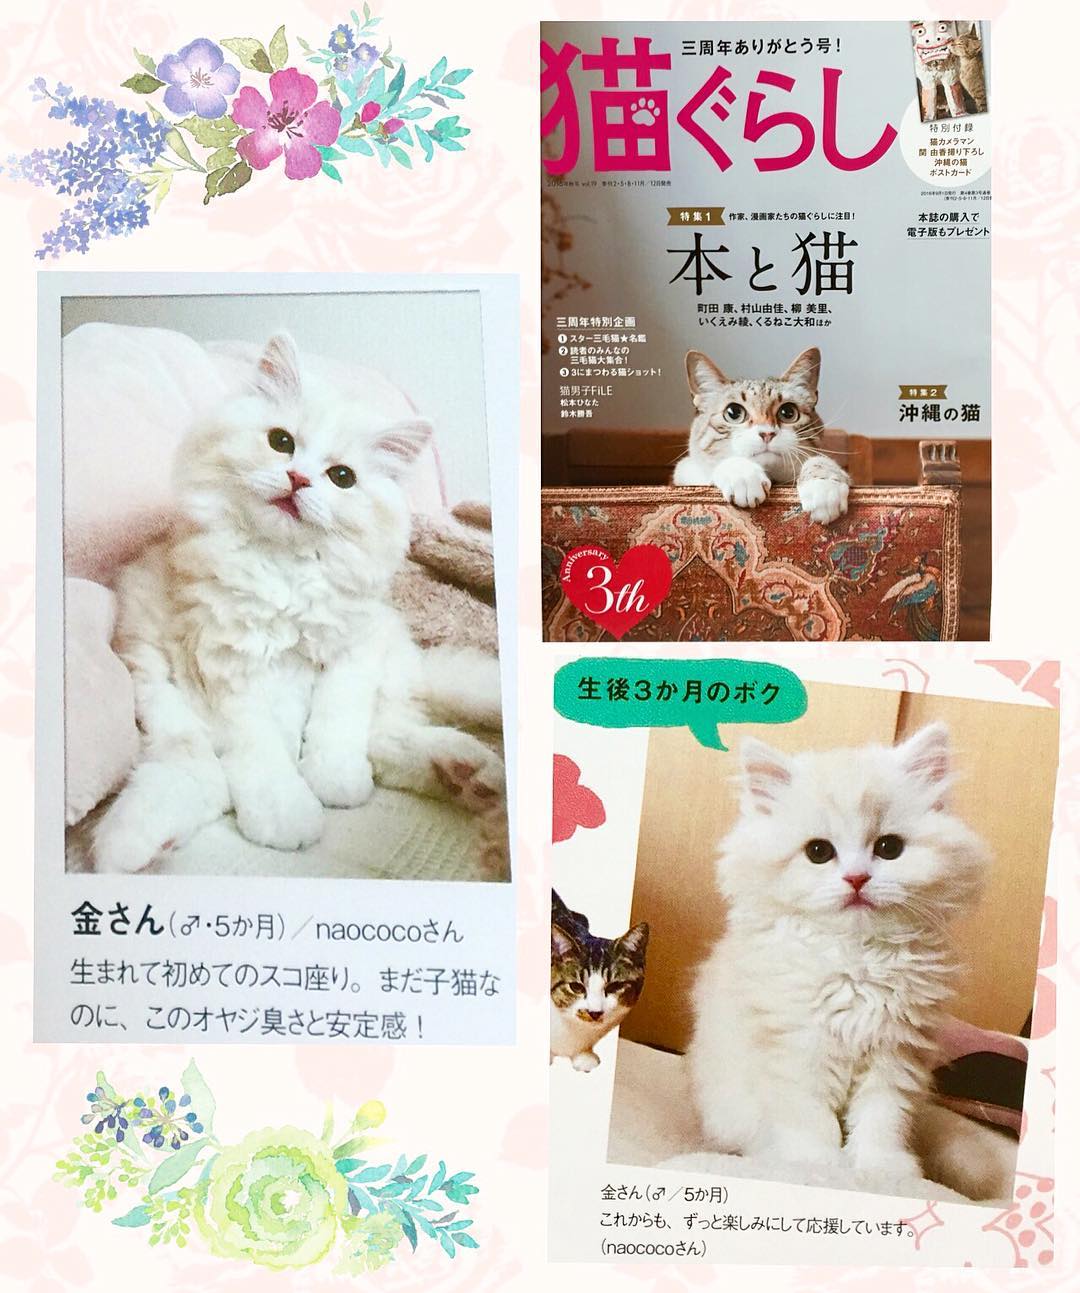 三周年ありがとう号!
猫ぐらし
特別付録
猫カメラマン
関 由香撮り下ろし
沖縄の猫
ポストカード
本誌の購入で
電子版もプレゼント
特集1 作家、漫画家たちの猫ぐらしに注目!
本と猫
町田 康、村山由佳、柳 美里、
いくえみ綾、くるねこ大和ほか
三周年特別企画
1 スター三毛猫★名鑑
2 読者のみんなの
三毛猫大集合!
3 3にまつわる猫ショット!
猫男子FiLE
松本ひなた
鈴木勝吾
特集2
沖縄の猫
Anniversary
3th
金さん(♂・5か月)/naococoさん
生まれて初めてのスコ座り。まだ子猫な
のに、このオヤジ臭さと安定感!
生後3か月のボク
金さん(♂/5か月)
これからも、ずっと楽しみにして応援しています。
(naococoさん)